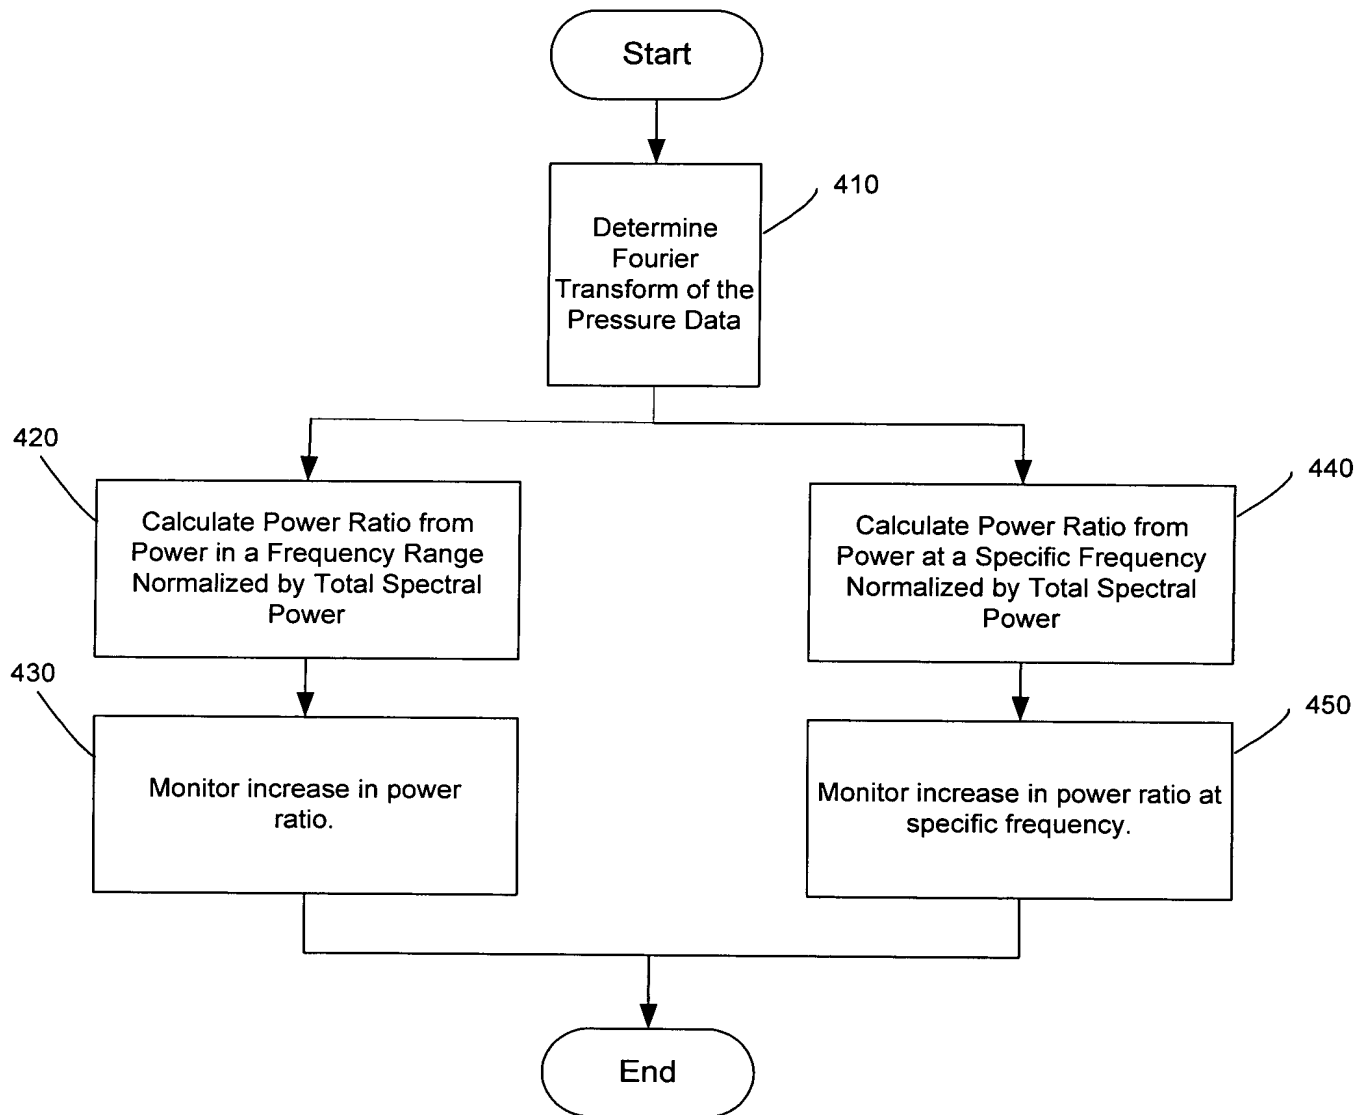 Start
410
Determine
Fourier
Transform of the
Pressure Data
420
Calculate Power Ratio from
Power in a Frequency Range
Normalized by Total Spectral
Power
440
Calculate Power Ratio from
Power at a Specific Frequency
Normalized by Total Spectral
Power
430
Monitor increase in power
ratio.
450
Monitor increase in power ratio at
specific frequency.
End